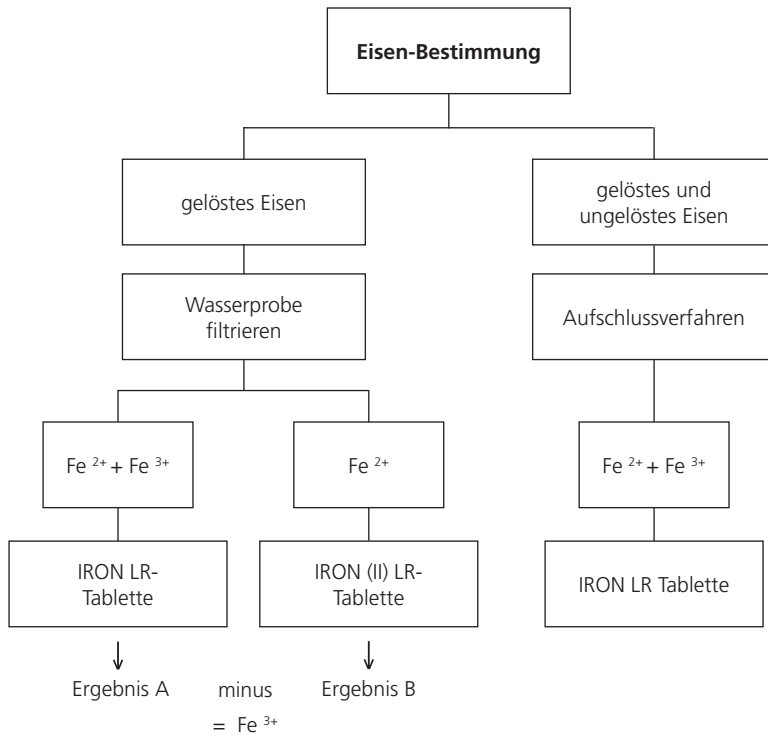 Eisen-Bestimmung
gelöstes Eisen
gelöstes und
ungelöstes Eisen
Wasserprobe
filtrieren
Aufschlussverfahren
Fe ²⁺ + Fe ³⁺
Fe ²⁺
Fe ²⁺ + Fe ³⁺
IRON LR-
Tablette
IRON (II) LR-
Tablette
IRON LR Tablette
Ergebnis A minus Ergebnis B
= Fe ³⁺